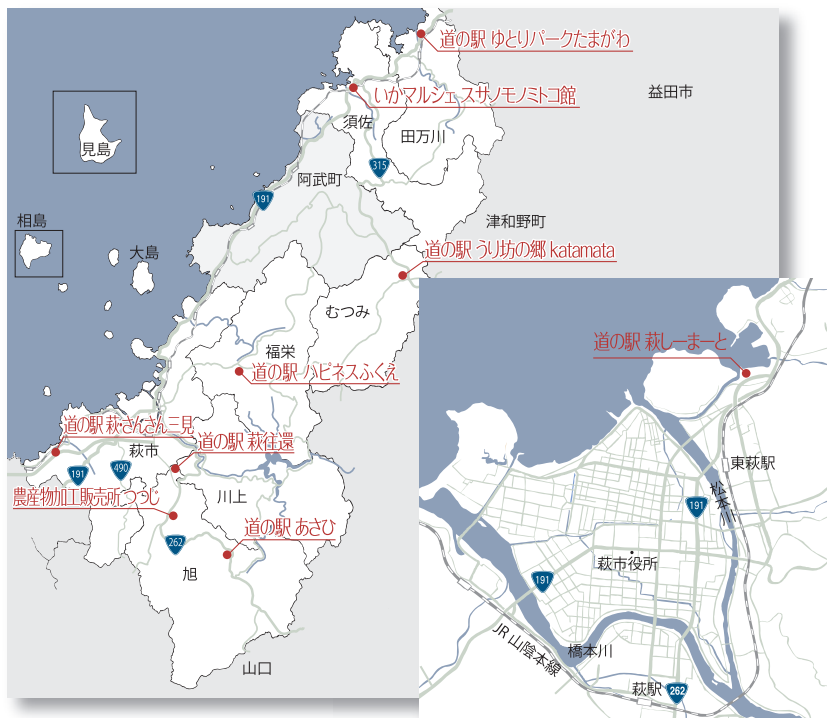 道の駅 ゆとりパークたまがわ
いかマルシェ スサノモノミトコ館
益田市
須佐
田万川
見島
315
阿武町
191
相島
津和野町
大島
道の駅 うり坊の郷 katamata
むつみ
福栄
道の駅 ハピネスふくえ
道の駅 萩・さんさん三見
道の駅 萩往還
萩市
191
490
農産物加工販売所 つつじ
川上
道の駅 あさひ
262
旭
山口
道の駅 萩しーまーと
東萩駅
松本川
191
萩市役所
191
橋本川
JR 山陰本線
萩駅
262